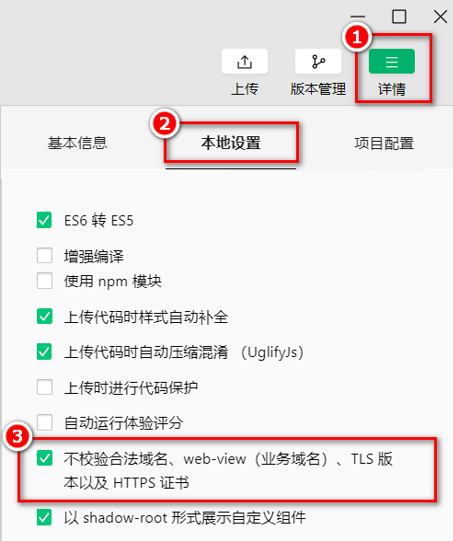 1
上传
版本管理
详情
2
基本信息
本地设置
项目配置
ES6 转 ES5
增强编译
使用 npm 模块
上传代码时样式自动补全
上传代码时自动压缩混淆 （UglifyJs）
上传时进行代码保护
自动运行体验评分
3
不校验合法域名、web-view（业务域名）、TLS 版
本以及 HTTPS 证书
以 shadow-root 形式展示自定义组件